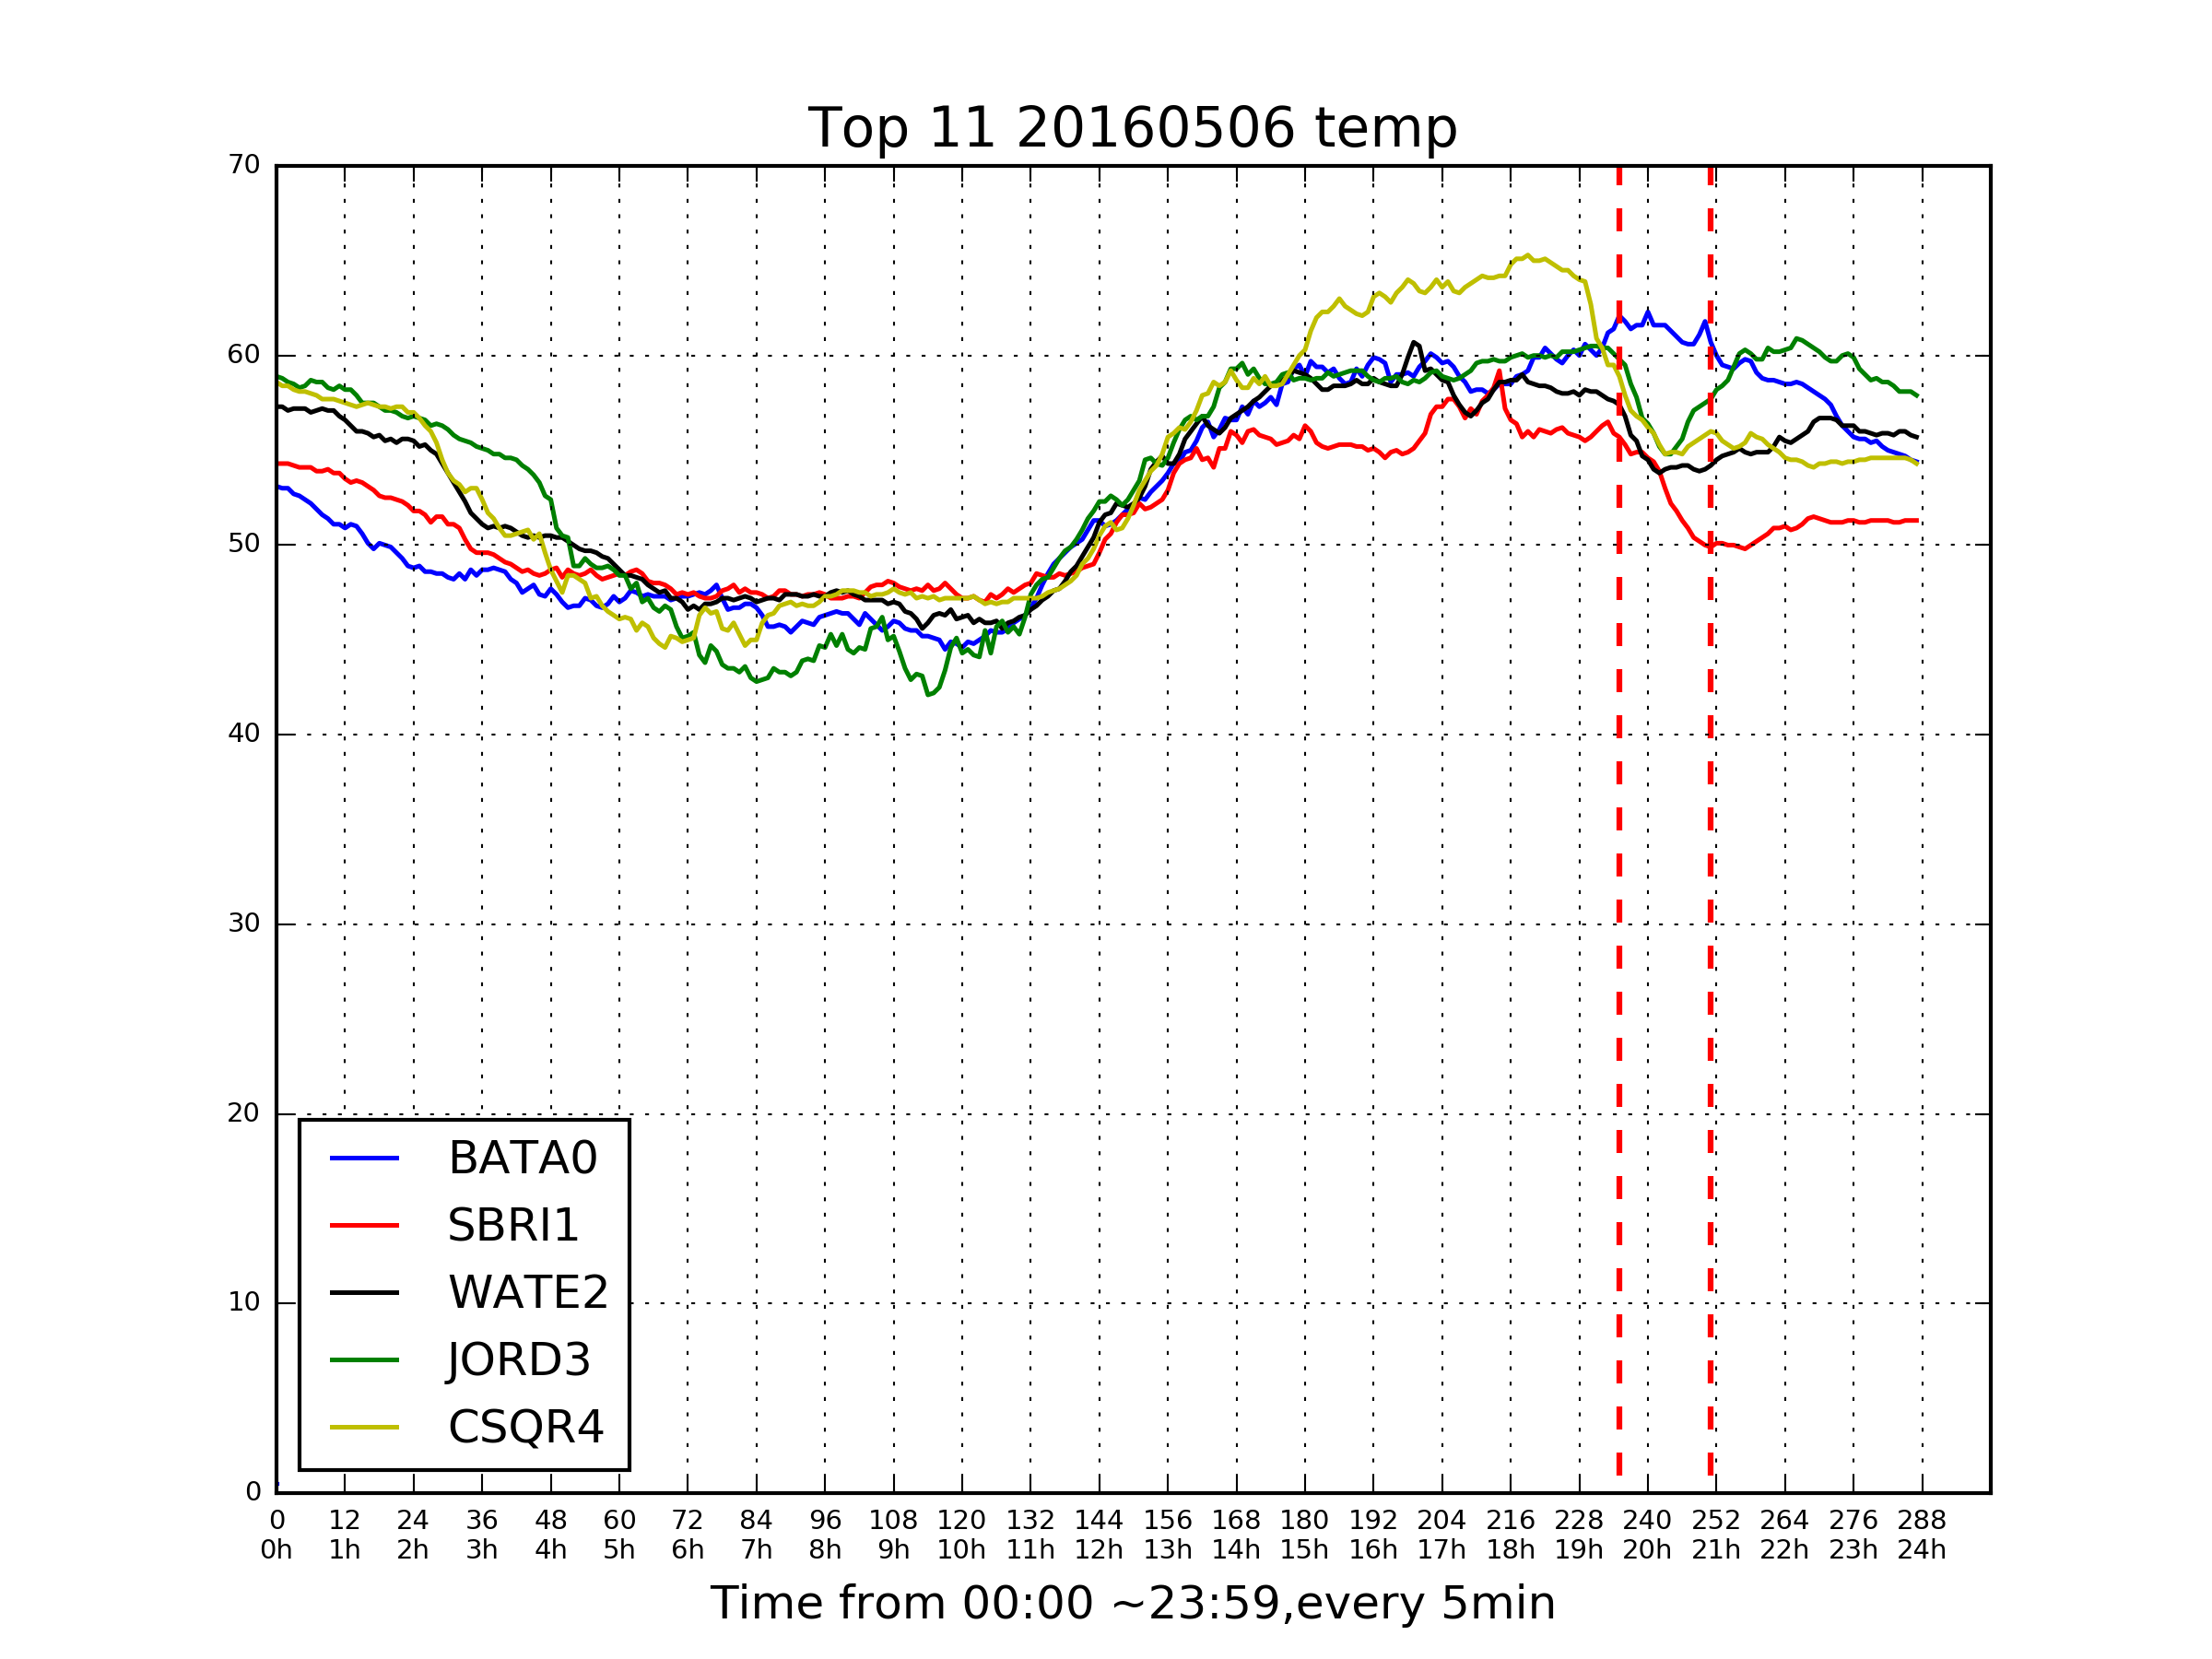 Top 11 20160506 temp
70
60
50
40
30
20
10
0
BATA0
SBRI1
WATE2
JORD3
CSQR4
0 12 24 36 48 60 72 84 96 108 120 132 144 156 168 180 192 204 216 228 240 252 264 276 288
0h 1h 2h 3h 4h 5h 6h 7h 8h 9h 10h 11h 12h 13h 14h 15h 16h 17h 18h 19h 20h 21h 22h 23h 24h
Time from 00:00 ~23:59,every 5min